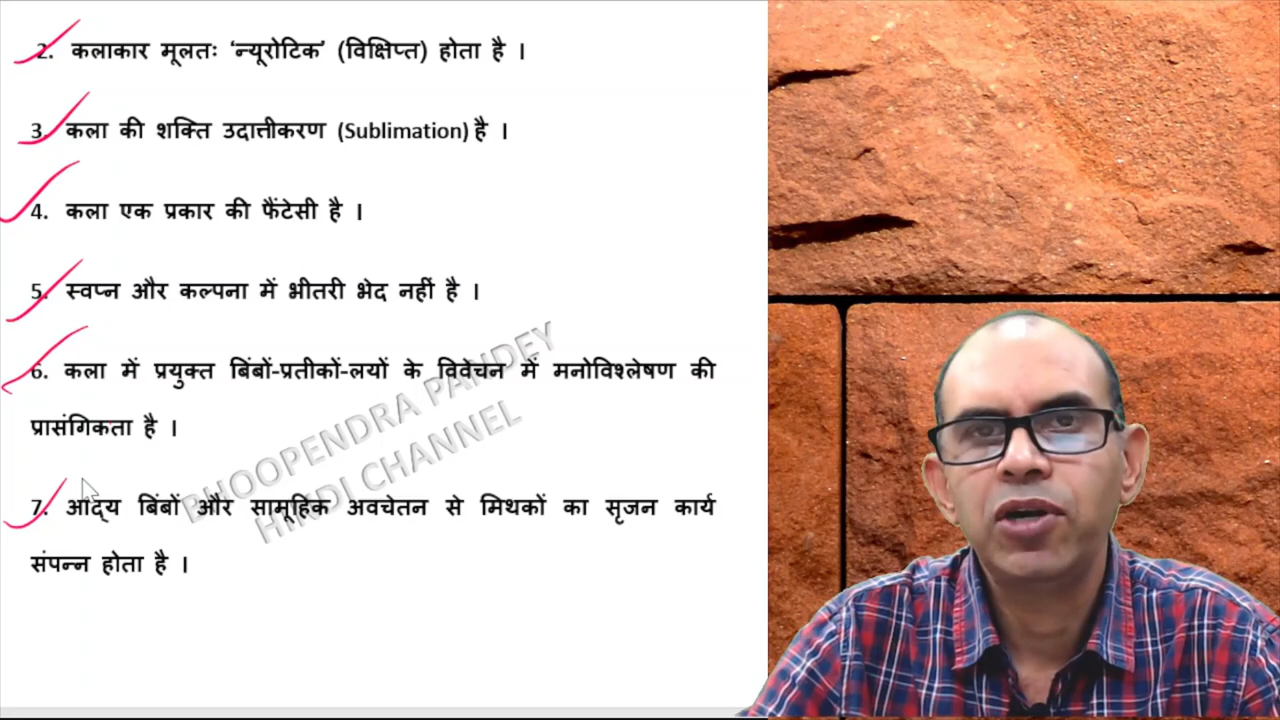 2. कलाकार मूलतः ‘न्यूरोटिक’ (विक्षिप्त) होता है ।
3. कला की शक्ति उदात्तीकरण (Sublimation) है ।
4. कला एक प्रकार की फैंटेसी है ।
5. स्वप्न और कल्पना में भीतरी भेद नहीं है ।
6. कला में प्रयुक्त बिंबों-प्रतीकों-लयों के विवेचन में मनोविश्लेषण की
प्रासंगिकता है ।
7. आद्य बिंबों और सामूहिक अवचेतन से मिथकों का सृजन कार्य
संपन्न होता है ।
BHOOPENDRA PANDEY
HINDI CHANNEL